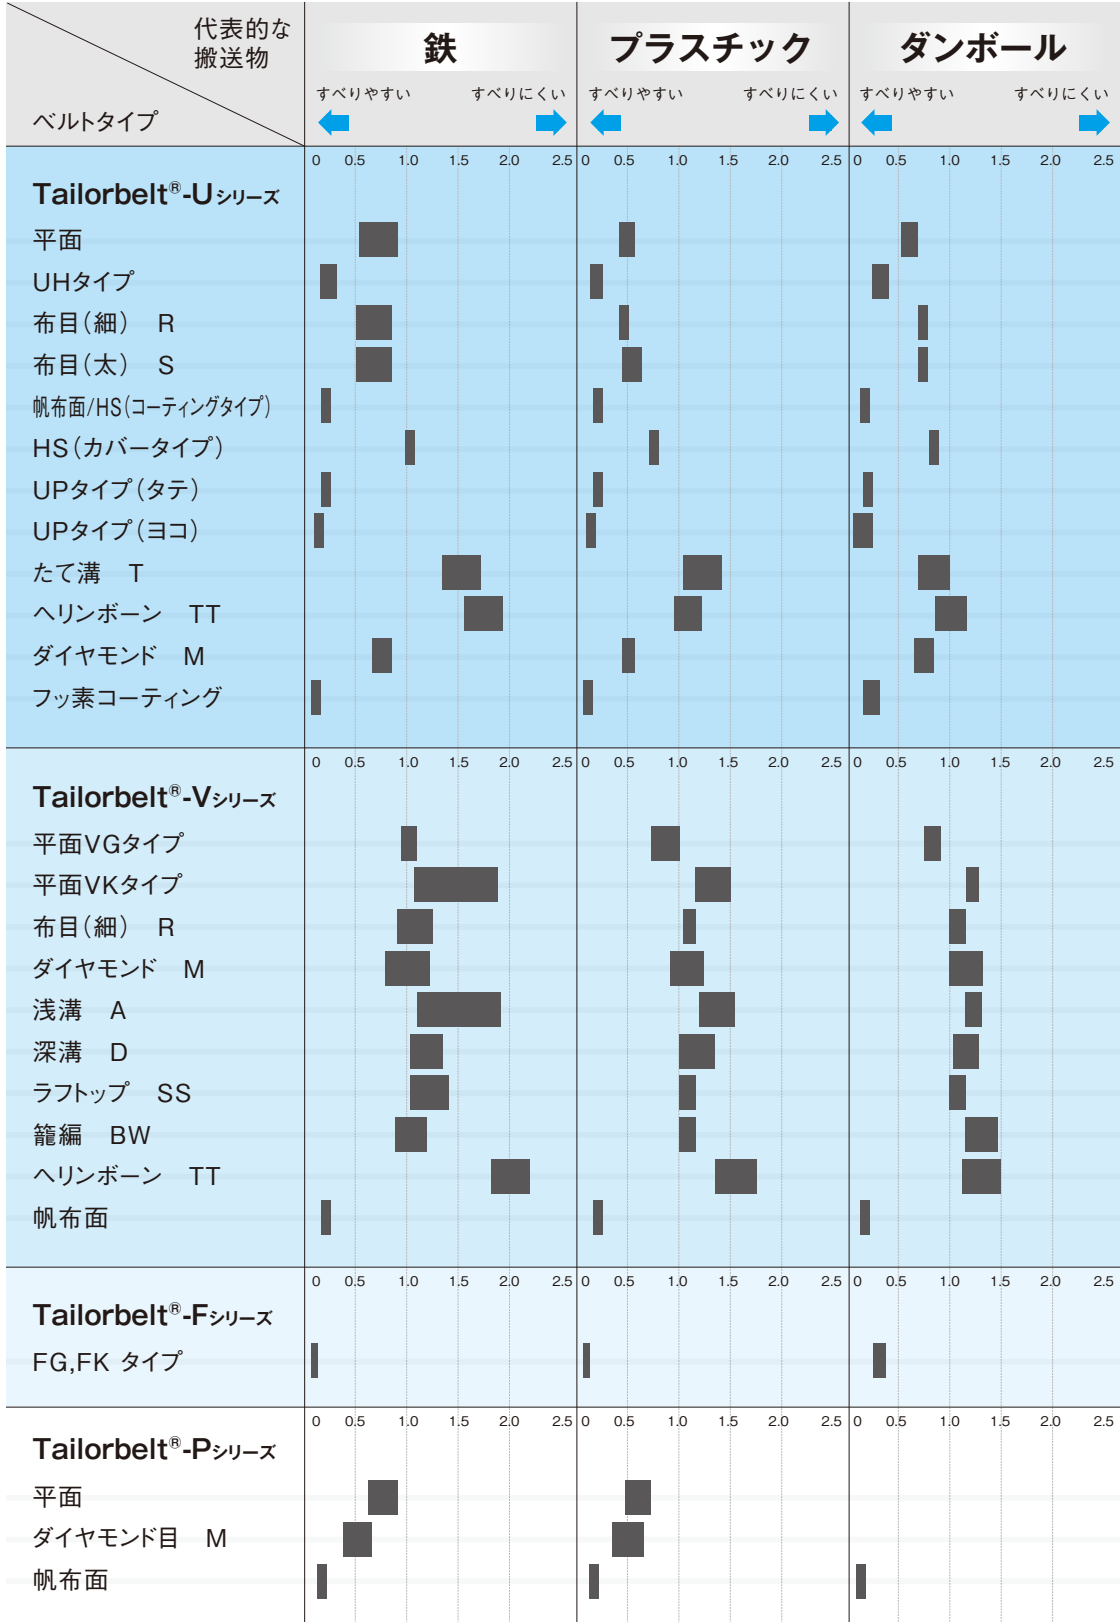 代表的な
搬送物
ベルトタイプ
鉄 プラスチック ダンボール
すべりやすい すべりにくい すべりやすい すべりにくい すべりやすい すべりにくい
0 0.5 1.0 1.5 2.0 2.5 0 0.5 1.0 1.5 2.0 2.5 0 0.5 1.0 1.5 2.0 2.5
Tailorbelt®-Uシリーズ
平面
UHタイプ
布目(細) R
布目(太) S
帆布面/HS(コーティングタイプ)
HS(カバータイプ)
UPタイプ(タテ)
UPタイプ(ヨコ)
たて溝 T
ヘリンボーン TT
ダイヤモンド M
フッ素コーティング
0 0.5 1.0 1.5 2.0 2.5 0 0.5 1.0 1.5 2.0 2.5 0 0.5 1.0 1.5 2.0 2.5
Tailorbelt®-Vシリーズ
平面VGタイプ
平面VKタイプ
布目(細) R
ダイヤモンド M
浅溝 A
深溝 D
ラフトップ SS
籠編 BW
ヘリンボーン TT
帆布面
0 0.5 1.0 1.5 2.0 2.5 0 0.5 1.0 1.5 2.0 2.5 0 0.5 1.0 1.5 2.0 2.5
Tailorbelt®-Fシリーズ
FG,FK タイプ
0 0.5 1.0 1.5 2.0 2.5 0 0.5 1.0 1.5 2.0 2.5 0 0.5 1.0 1.5 2.0 2.5
Tailorbelt®-Pシリーズ
平面
ダイヤモンド目 M
帆布面